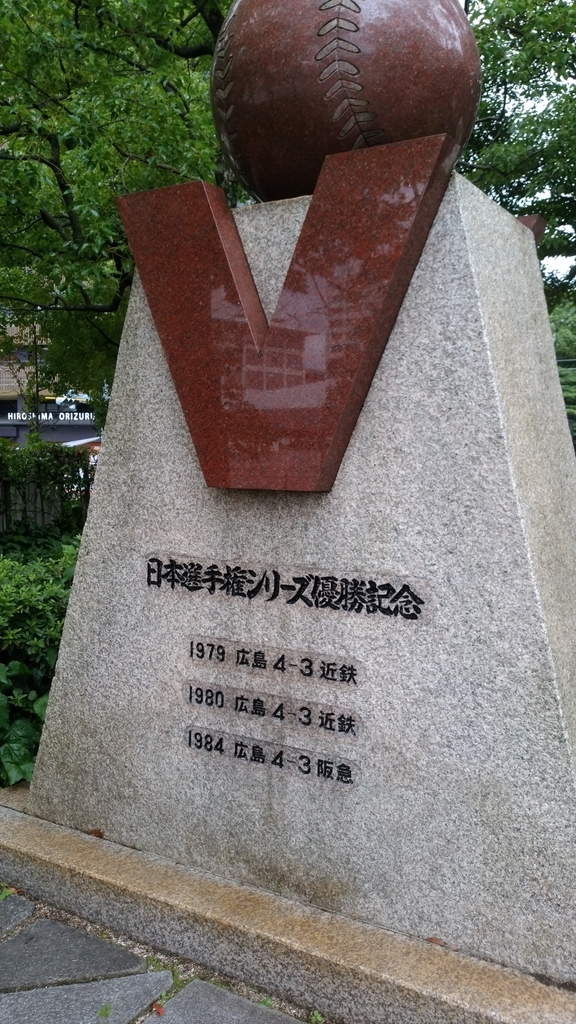 HIROSHIMA ORIZURU
V
日本選手権シリーズ優勝記念
1979 広島 4-3 近鉄
1980 広島 4-3 近鉄
1984 広島 4-3 阪急